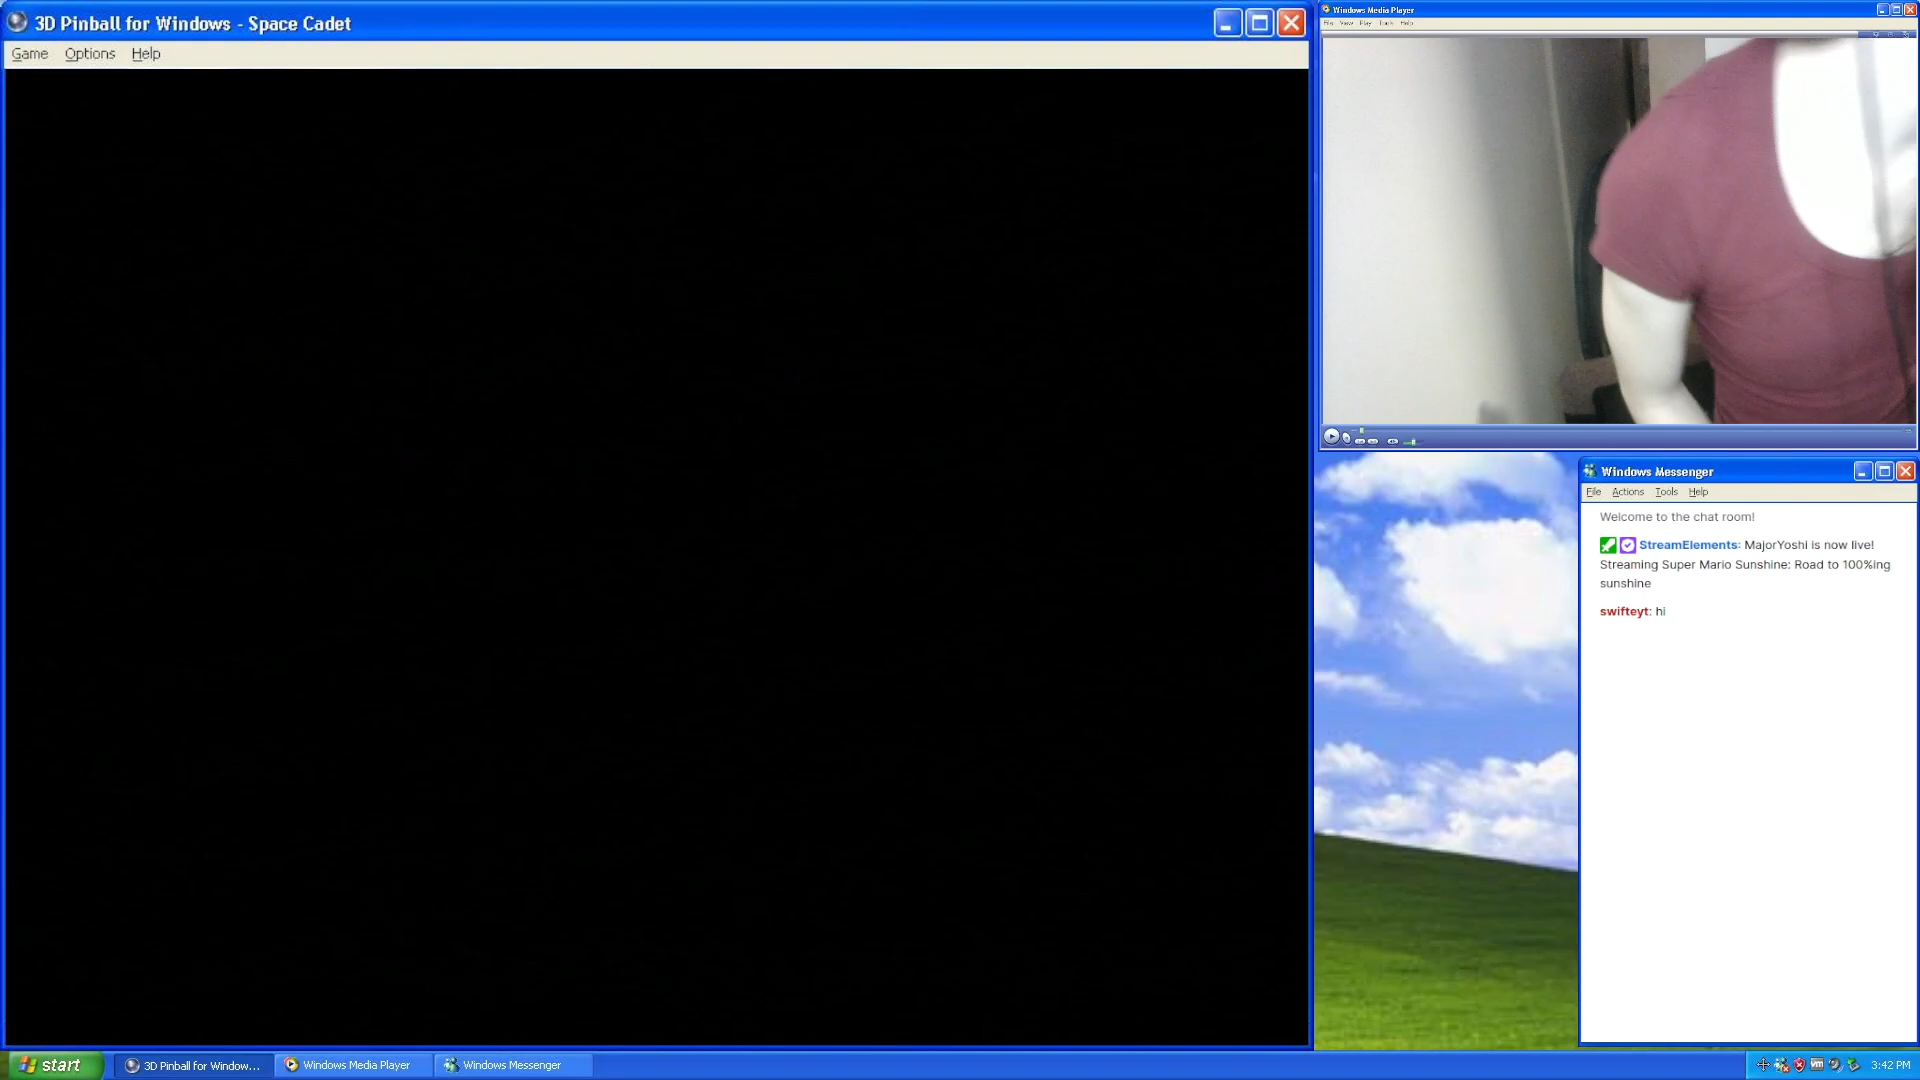 3D Pinball for Windows - Space Cadet
Game Options Help
Windows Media Player
File View Play Tools Help
Windows Messenger
File Actions Tools Help
Welcome to the chat room!
StreamElements: MajorYoshi is now live!
Streaming Super Mario Sunshine: Road to 100%ing
sunshine
swifteyt: hi
start
3D Pinball for Window...
Windows Media Player
Windows Messenger
3:42 PM